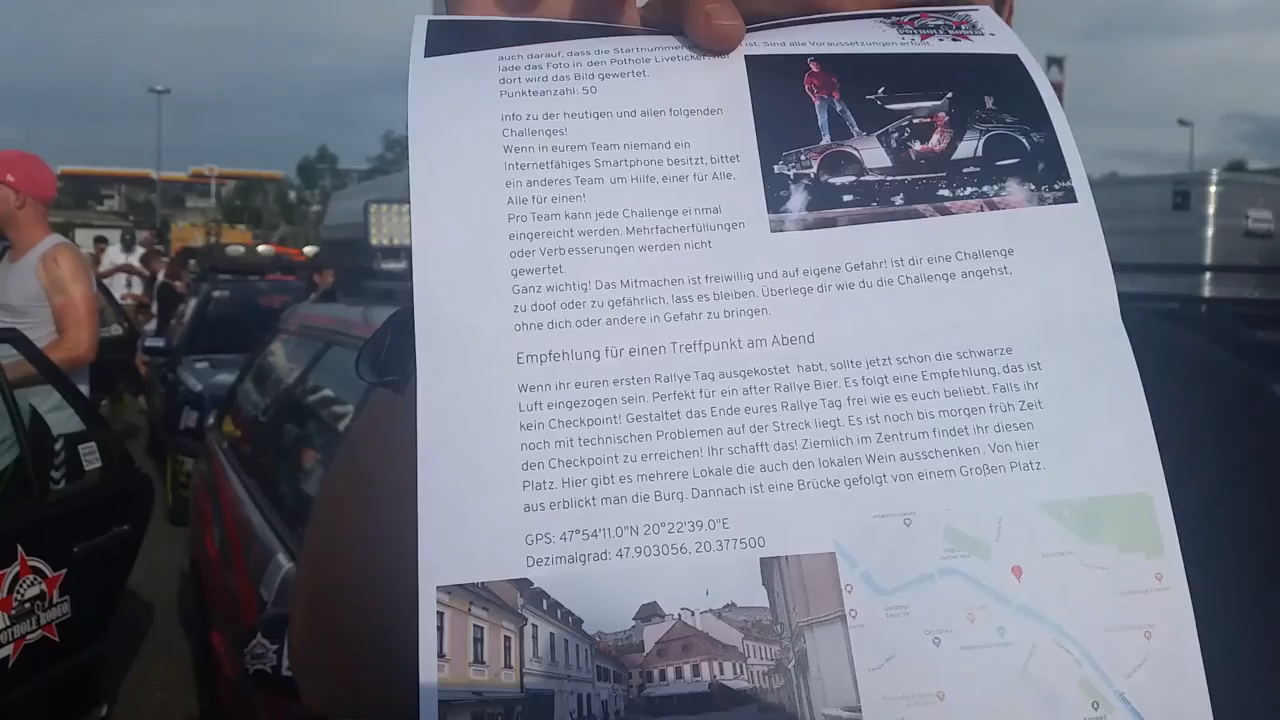 POTHOLE RODEO
auch darauf, dass die Startnummer ist. Sind alle Voraussetzungen erfüllt,
lade das Foto in den Pothole Liveticker, nur
dort wird das Bild gewertet.
Punkteanzahl: 50
Info zu der heutigen und allen folgenden
Challenges!
Wenn in eurem Team niemand ein
Internetfähiges Smartphone besitzt, bittet
ein anderes Team um Hilfe, einer für Alle,
Alle für einen!
Pro Team kann jede Challenge einmal
eingereicht werden. Mehrfacherfüllungen
oder Verbesserungen werden nicht
gewertet.
Ganz wichtig! Das Mitmachen ist freiwillig und auf eigene Gefahr! Ist dir eine Challenge
zu doof oder zu gefährlich, lass es bleiben. Überlege dir wie du die Challenge angehst,
ohne dich oder andere in Gefahr zu bringen.
Empfehlung für einen Treffpunkt am Abend
Wenn ihr euren ersten Rallye Tag ausgekostet habt, sollte jetzt schon die schwarze
Luft eingezogen sein. Perfekt für ein after Rallye Bier. Es folgt eine Empfehlung, das ist
kein Checkpoint! Gestaltet das Ende eures Rallye Tag frei wie es euch beliebt. Falls ihr
noch mit technischen Problemen auf der Streck liegt. Es ist noch bis morgen früh Zeit
den Checkpoint zu erreichen! Ihr schafft das! Ziemlich im Zentrum findet ihr diesen
Platz. Hier gibt es mehrere Lokale die auch den lokalen Wein ausschenken. Von hier
aus erblickt man die Burg. Dannach ist eine Brücke gefolgt von einem Großen Platz.
GPS: 47°54'11.0"N 20°22'39.0"E
Dezimalgrad: 47.903056, 20.377500
POTHOLE RODEO